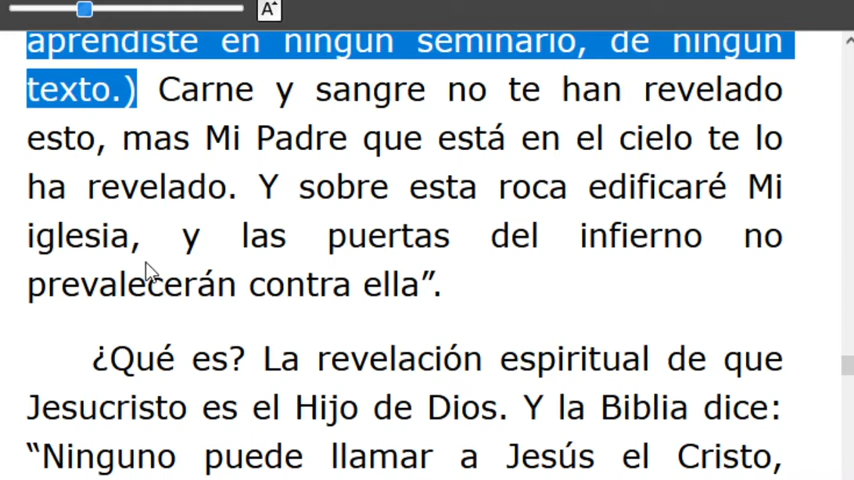 A
aprendiste en ningún seminario, de ningún
texto.) Carne y sangre no te han revelado
esto, mas Mi Padre que está en el cielo te lo
ha revelado. Y sobre esta roca edificaré Mi
iglesia, y las puertas del infierno no
prevalecerán contra ella”.
¿Qué es? La revelación espiritual de que
Jesucristo es el Hijo de Dios. Y la Biblia dice:
“Ninguno puede llamar a Jesús el Cristo,